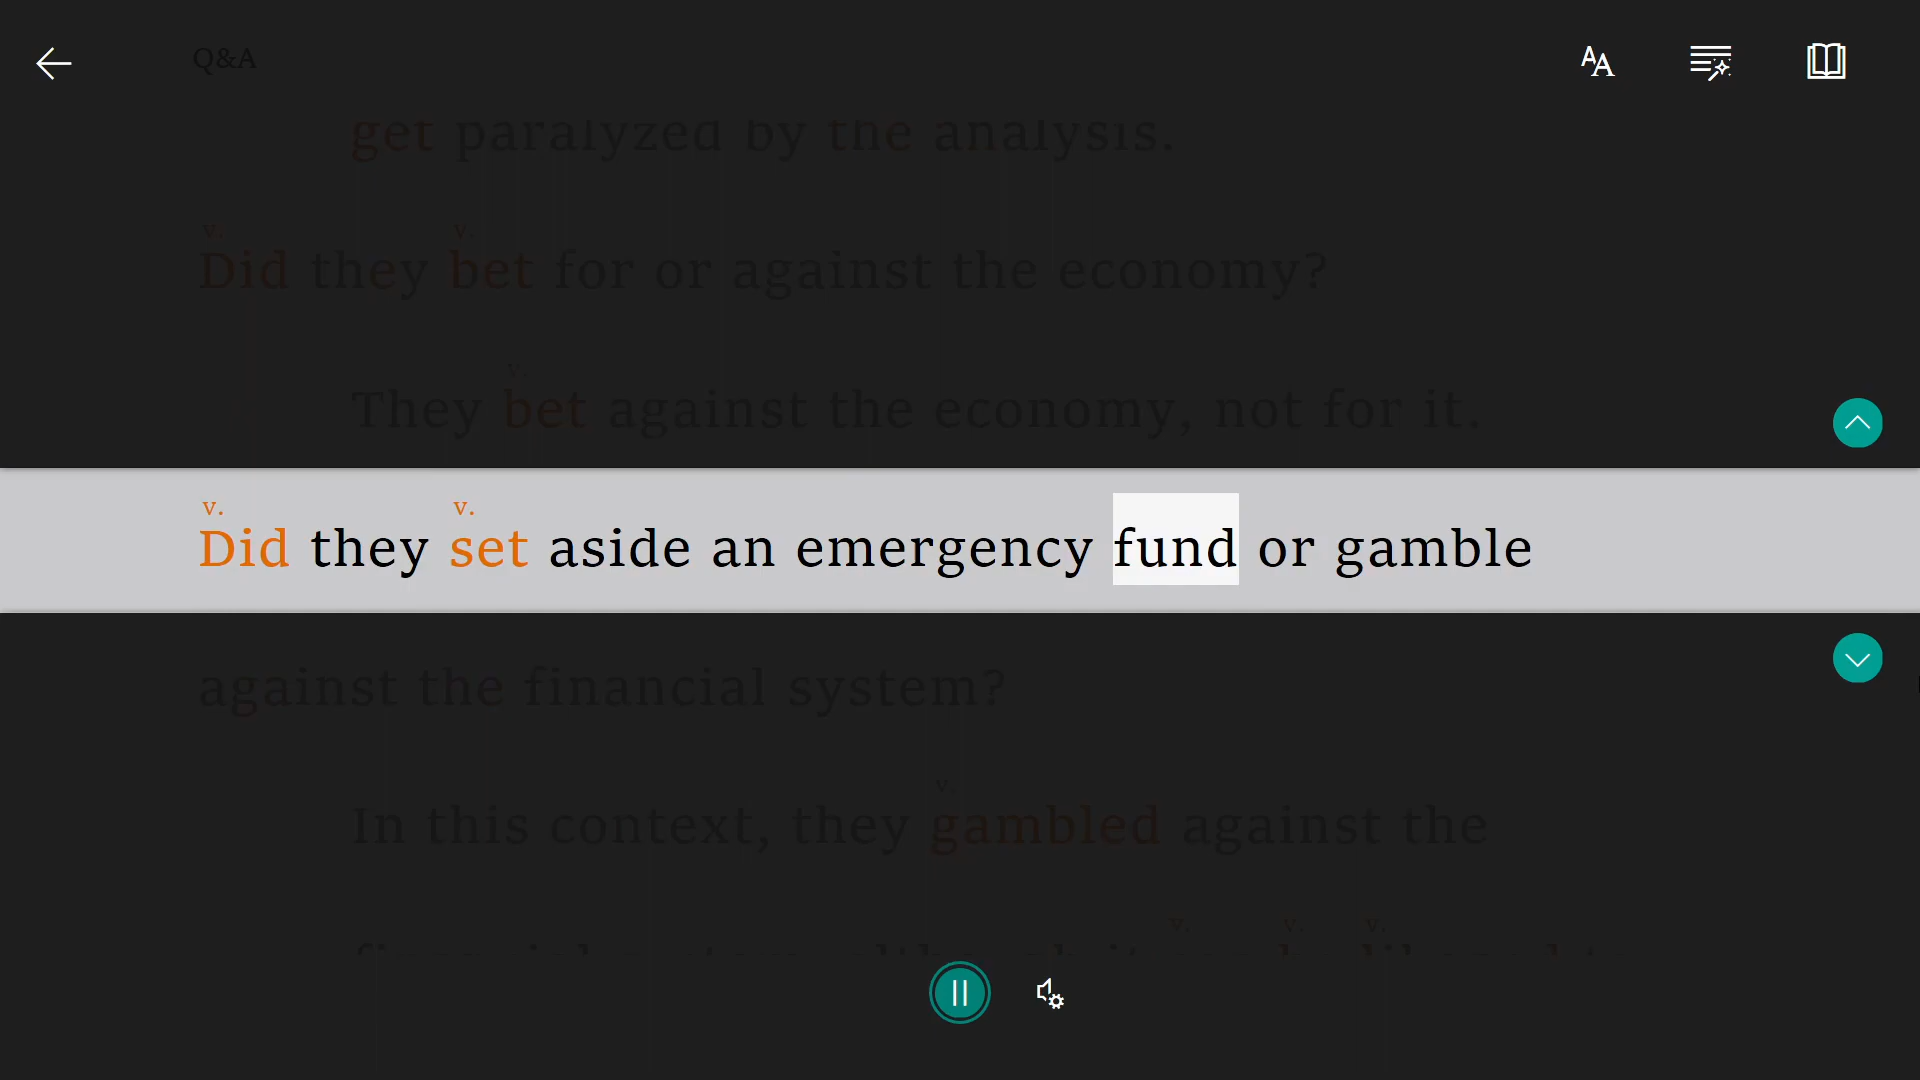 Q&A
get paralyzed by the analysis.
v. v.
Did they bet for or against the economy?
v.
They bet against the economy, not for it.
v. v.
Did they set aside an emergency fund or gamble
against the financial system?
v.
In this context, they gambled against the
v. v. v.